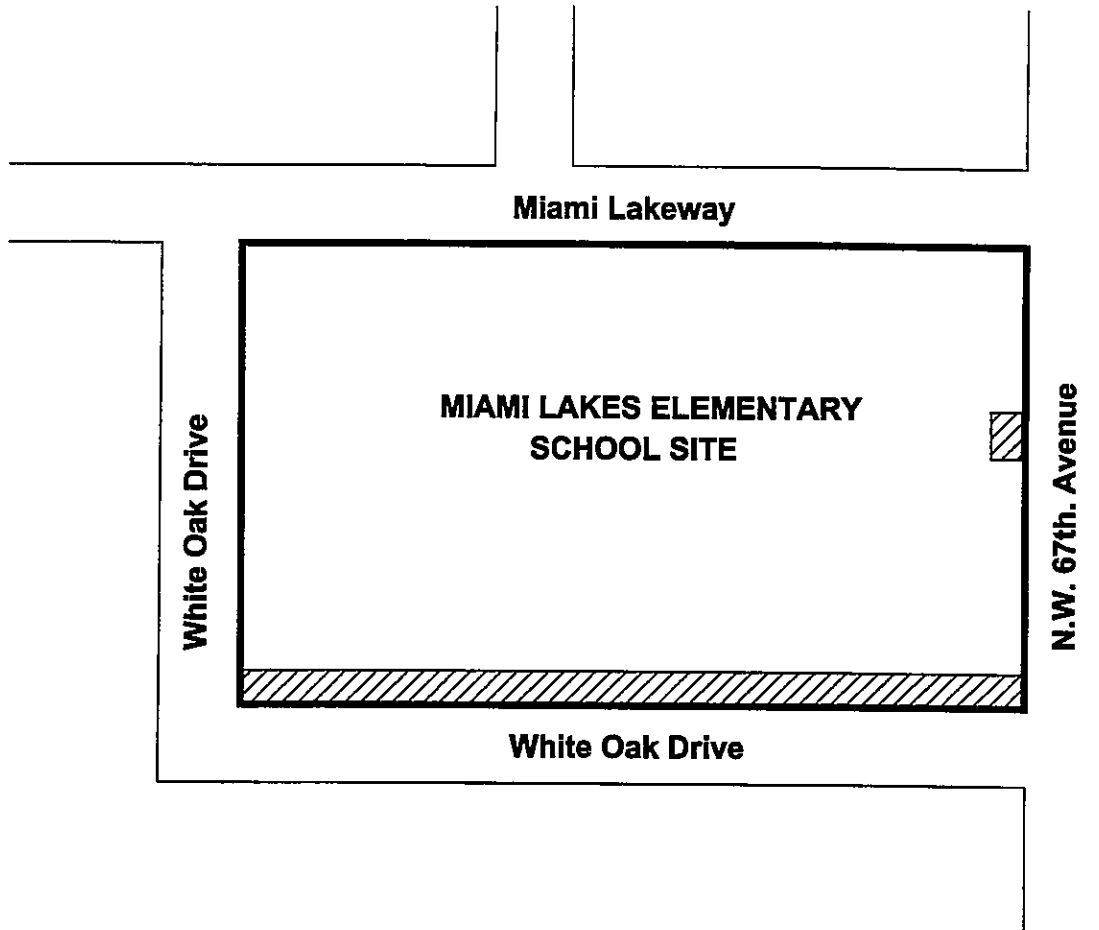 Miami Lakeway
MIAMI LAKES ELEMENTARY
SCHOOL SITE
White Oak Drive
N.W. 67th. Avenue
White Oak Drive